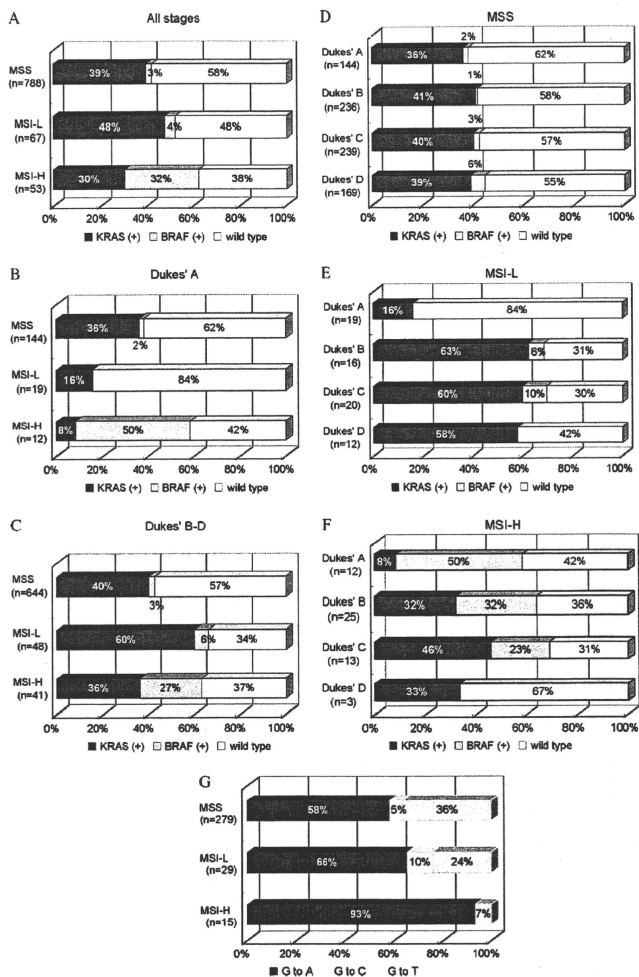 A
All stages
MSS
(n=788)
39%
3%
58%
MSI-L
(n=67)
48%
4%
48%
MSI-H
(n=53)
30%
32%
38%
20% 40% 60% 80% 100%
KRAS (+) BRAF (+) wild type
B
Dukes' A
MSS
(n=144)
36%
62%
2%
MSI-L
(n=19)
16%
84%
MSI-H
(n=12)
8%
50%
42%
20% 40% 60% 80% 100%
KRAS (+) BRAF (+) wild type
C
Dukes' B-D
MSS
(n=644)
40%
57%
3%
MSI-L
(n=48)
60%
6%
34%
MSI-H
(n=41)
36%
27%
37%
20% 40% 60% 80% 100%
KRAS (+) BRAF (+) wild type
D
MSS
2%
Dukes' A
(n=144)
36%
62%
1%
Dukes' B
(n=236)
41%
58%
3%
Dukes' C
(n=239)
40%
57%
6%
Dukes' D
(n=169)
39%
55%
20% 40% 60% 80% 100%
KRAS (+) BRAF (+) wild type
E
MSI-L
Dukes' A
(n=19)
16%
84%
Dukes' B
(n=16)
63%
6%
31%
Dukes' C
(n=20)
60%
10%
30%
Dukes' D
(n=12)
58%
42%
20% 40% 60% 80% 100%
KRAS (+) BRAF (+) wild type
F
MSI-H
Dukes' A
(n=12)
8%
50%
42%
Dukes' B
(n=25)
32%
32%
36%
Dukes' C
(n=13)
46%
23%
31%
Dukes' D
(n=3)
33%
67%
20% 40% 60% 80% 100%
KRAS (+) BRAF (+) wild type
G
MSS
(n=279)
58%
5%
36%
MSI-L
(n=29)
66%
10%
24%
MSI-H
(n=15)
93%
7%
20% 40% 60% 80% 100%
G to A G to C G to T